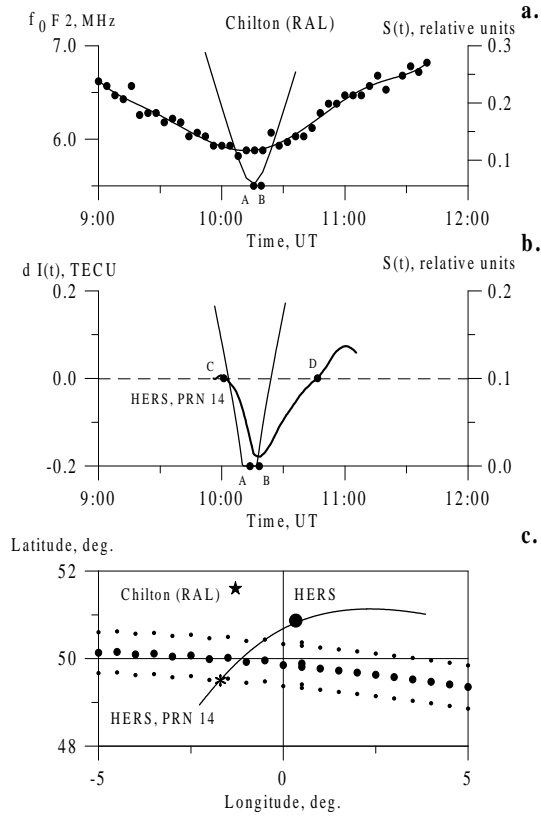 a.
f₀F2, MHz Chilton (RAL) S(t), relative units
7.0 0.3
0.2
6.0
0.1
A B
9:00 10:00 11:00 12:00
Time, UT
b.
d I(t), TECU S(t), relative units
0.2 0.2
C D
0.0 0.1
HERS, PRN 14
-0.2 0.0
A B
9:00 10:00 11:00 12:00
Time, UT
c.
Latitude, deg.
52
Chilton (RAL) HERS
50
HERS, PRN 14
48
-5 0 5
Longitude, deg.